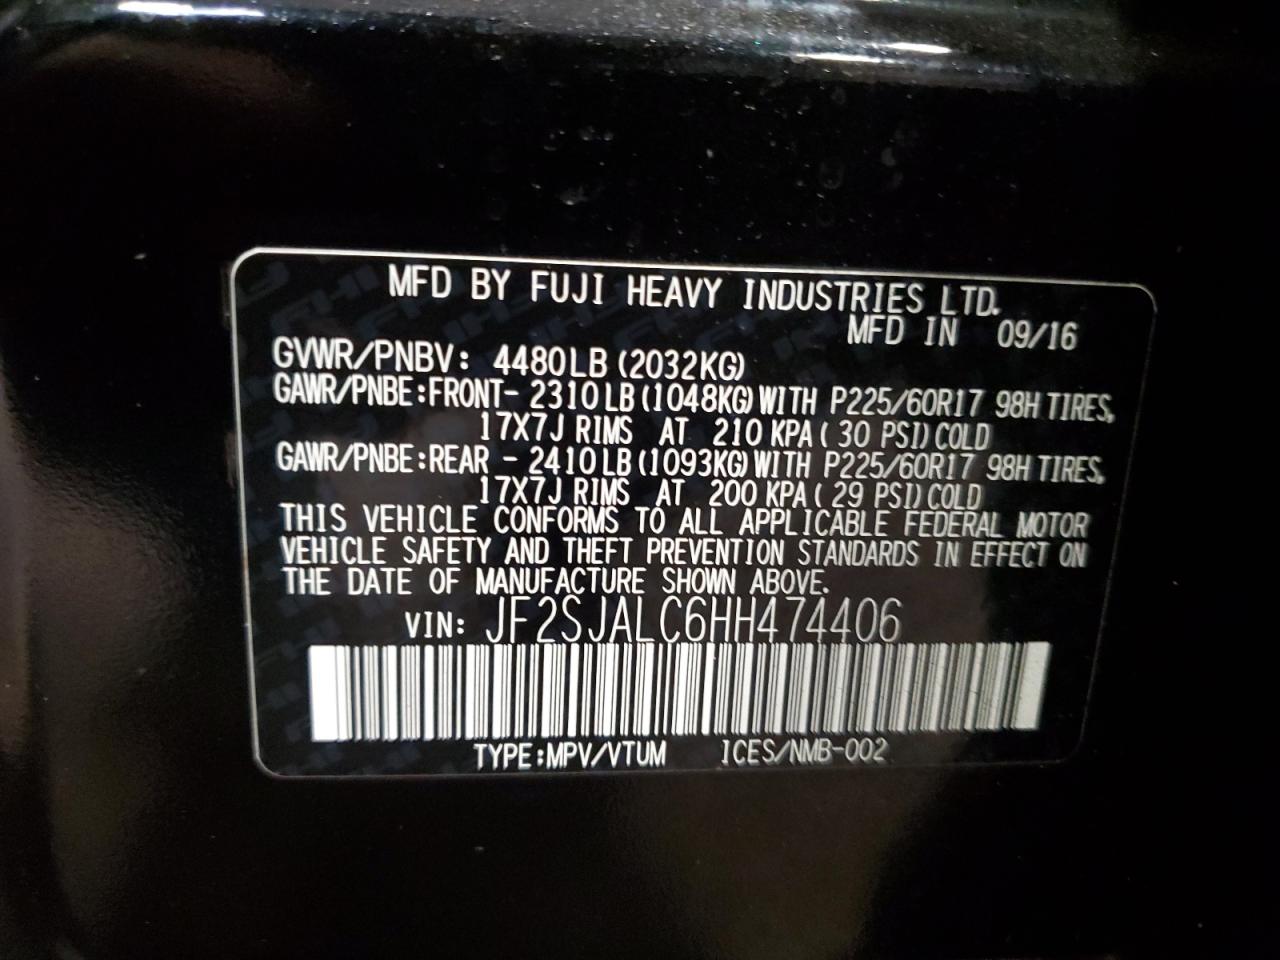 MFD BY FUJI HEAVY INDUSTRIES LTD.
MFD IN 09/16
GVWR/PNBV: 4480LB (2032KG)
GAWR/PNBE:FRONT- 2310LB (1048KG) WITH P225/60R17 98H TIRES,
17X7J RIMS AT 210 KPA ( 30 PSI) COLD
GAWR/PNBE:REAR - 2410LB (1093KG) WITH P225/60R17 98H TIRES,
17X7J RIMS AT 200 KPA ( 29 PSI) COLD
THIS VEHICLE CONFORMS TO ALL APPLICABLE FEDERAL MOTOR
VEHICLE SAFETY AND THEFT PREVENTION STANDARDS IN EFFECT ON
THE DATE OF MANUFACTURE SHOWN ABOVE.
VIN: JF2SJALC6HH474406
TYPE:MPV/VTUM ICES/NMB-002